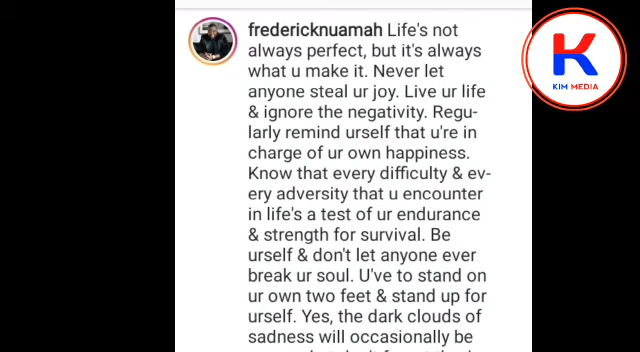 fredericknuamah Life's not
always perfect, but it's always
what u make it. Never let
anyone steal ur joy. Live ur life
& ignore the negativity. Regu-
larly remind urself that u're in
charge of ur own happiness.
Know that every difficulty & ev-
ery adversity that u encounter
in life's a test of ur endurance
& strength for survival. Be
urself & don't let anyone ever
break ur soul. U've to stand on
ur own two feet & stand up for
urself. Yes, the dark clouds of
sadness will occasionally be
K
KIM MEDIA